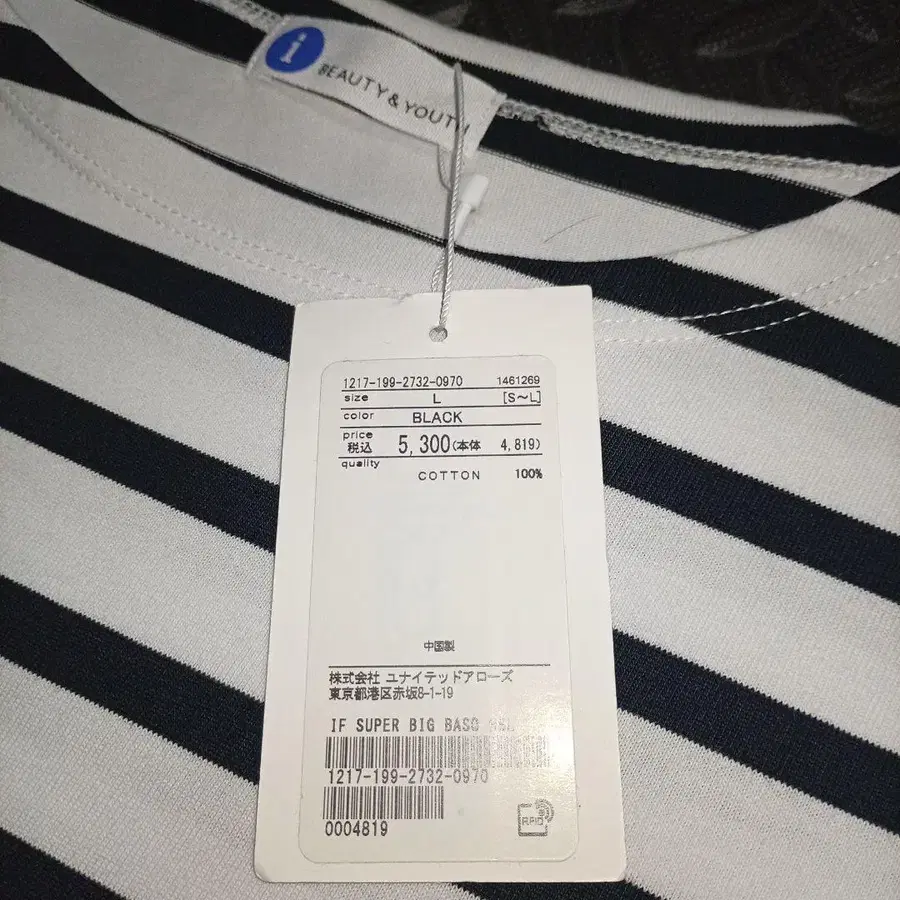 i
BEAUTY & YOUTH
1217-199-2732-0970 1461269
size L [S～L]
color BLACK
price
税込 5,300(本体 4,819)
quality
COTTON 100%
中国製
株式会社 ユナイテッドアローズ
東京都港区赤坂8-1-19
IF SUPER BIG BASQ
1217-199-2732-0970
0004819
RFID